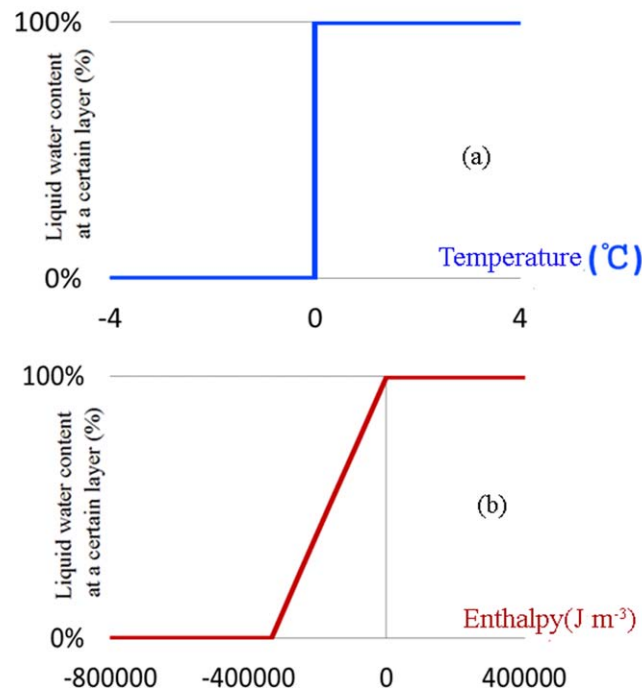 100%
Liquid water content
at a certain layer (%)
(a)
Temperature (℃)
0%
-4 0 4
100%
Liquid water content
at a certain layer (%)
(b)
Enthalpy(J m-3)
0%
-800000 -400000 0 400000